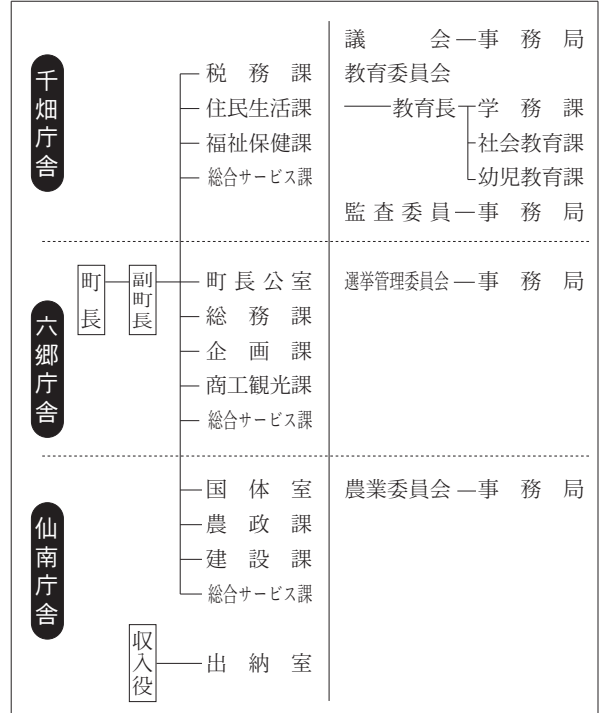 千畑庁舎
税務課
住民生活課
福祉保健課
総合サービス課
議会―事務局
教育委員会
教育長
学務課
社会教育課
幼児教育課
監査委員―事務局
六郷庁舎
町長
副町長
町長公室
総務課
企画課
商工観光課
総合サービス課
選挙管理委員会―事務局
仙南庁舎
国体室
農政課
建設課
総合サービス課
収入役
出納室
農業委員会―事務局